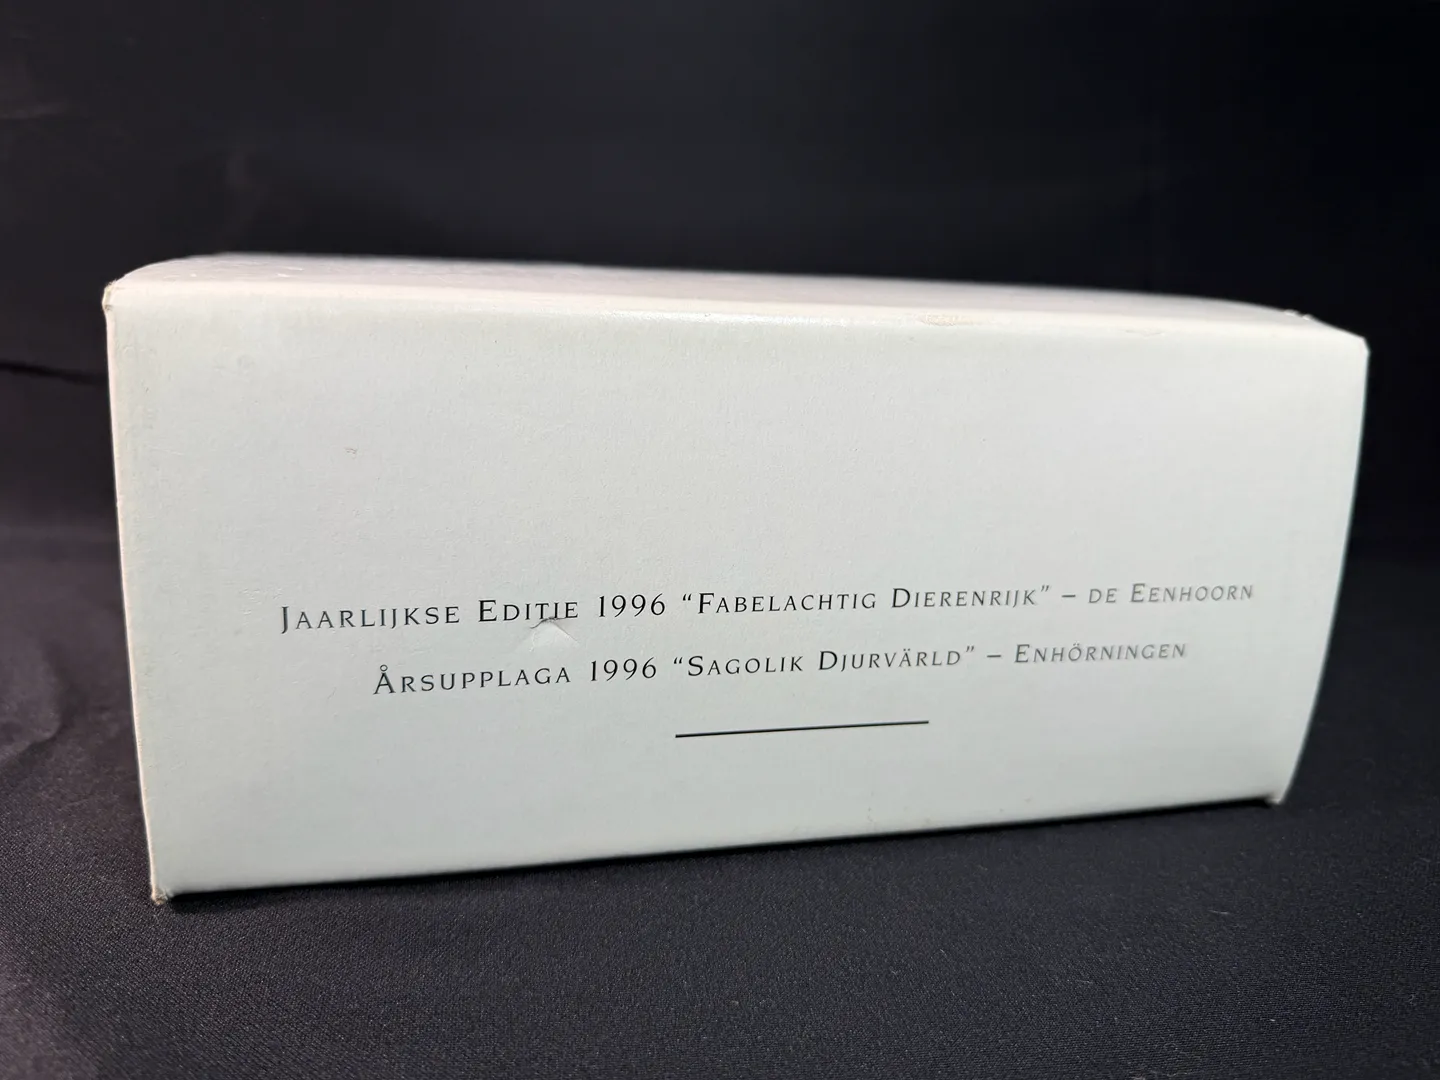 Jaarlijkse Editie 1996 “Fabelachtig Dierenrijk” – de Eenhoorn
Årsupplaga 1996 “Sagolik Djurvärld” – Enhörningen